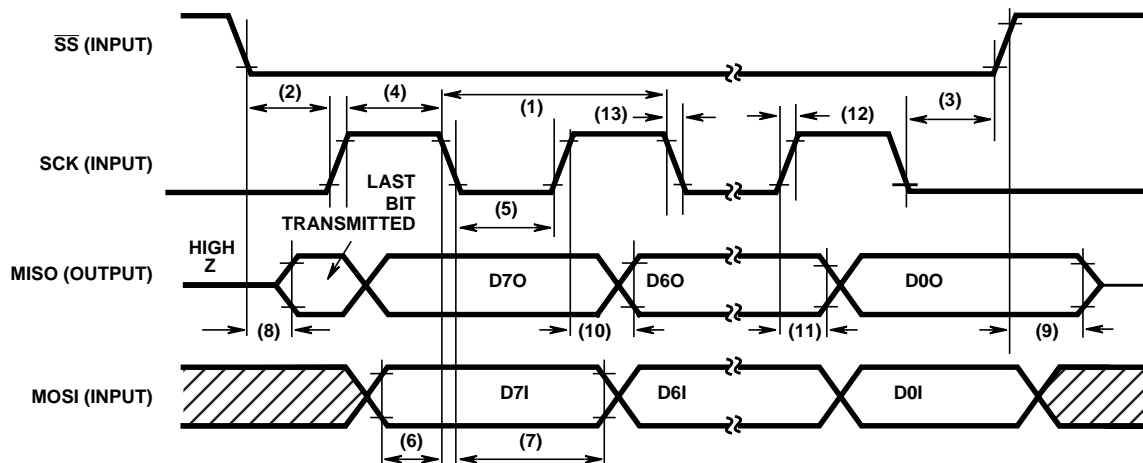 SS (INPUT)
(2)
(4)
(1)
(13)
(12)
(3)
SCK (INPUT)
LAST
BIT
TRANSMITTED
(5)
HIGH
Z
MISO (OUTPUT)
D7O
D6O
D0O
(8)
(10)
(11)
(9)
MOSI (INPUT)
D7I
D6I
D0I
(6)
(7)